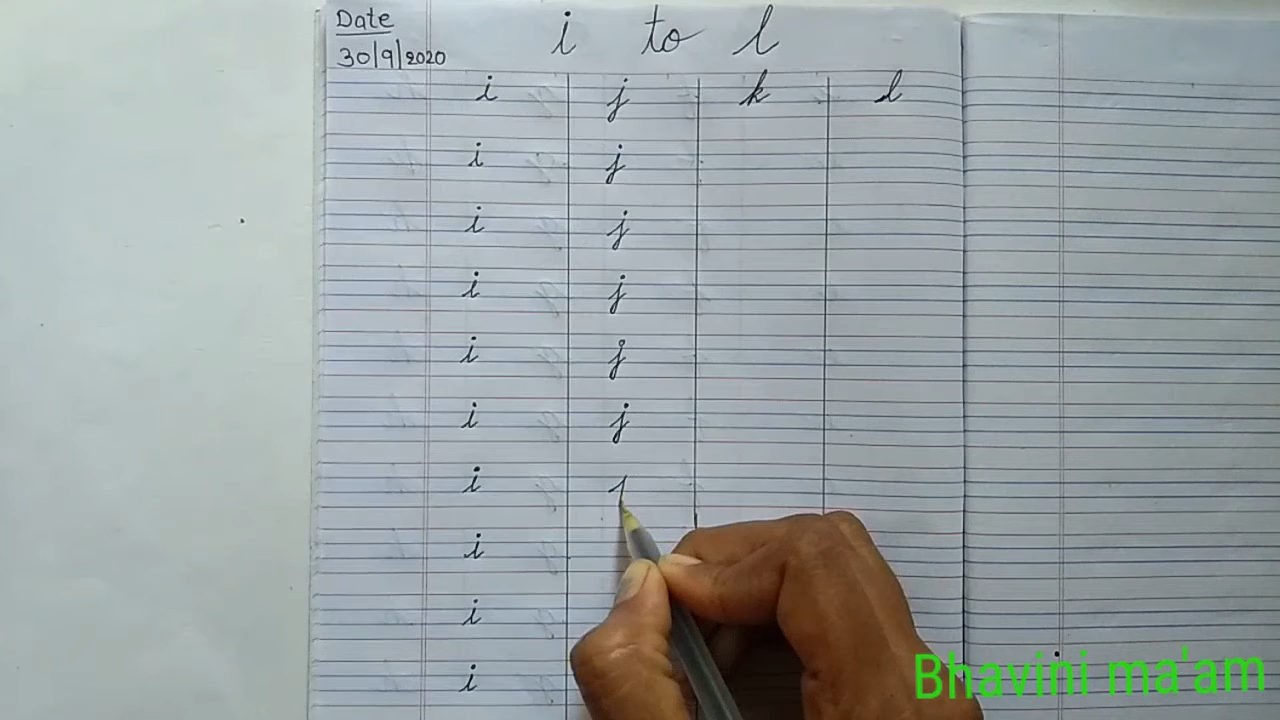 Date
30/9/2020
i to l
i j k l
i j
i j
i j
i j
i j
i
i
i
i
Bhavini ma'am